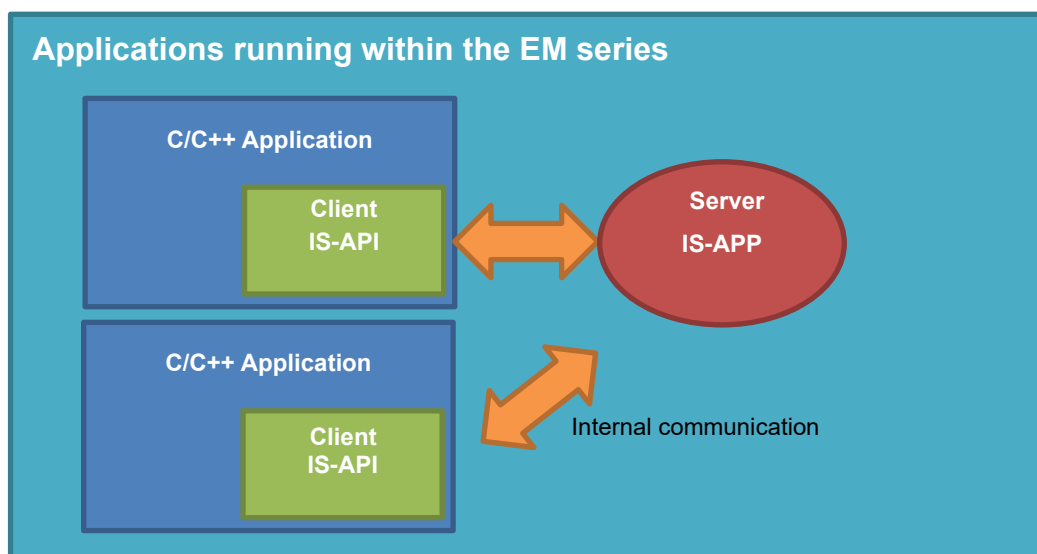 Applications running within the EM series
C/C++ Application
Client
IS-API
Server
IS-APP
C/C++ Application
Client
IS-API
Internal communication